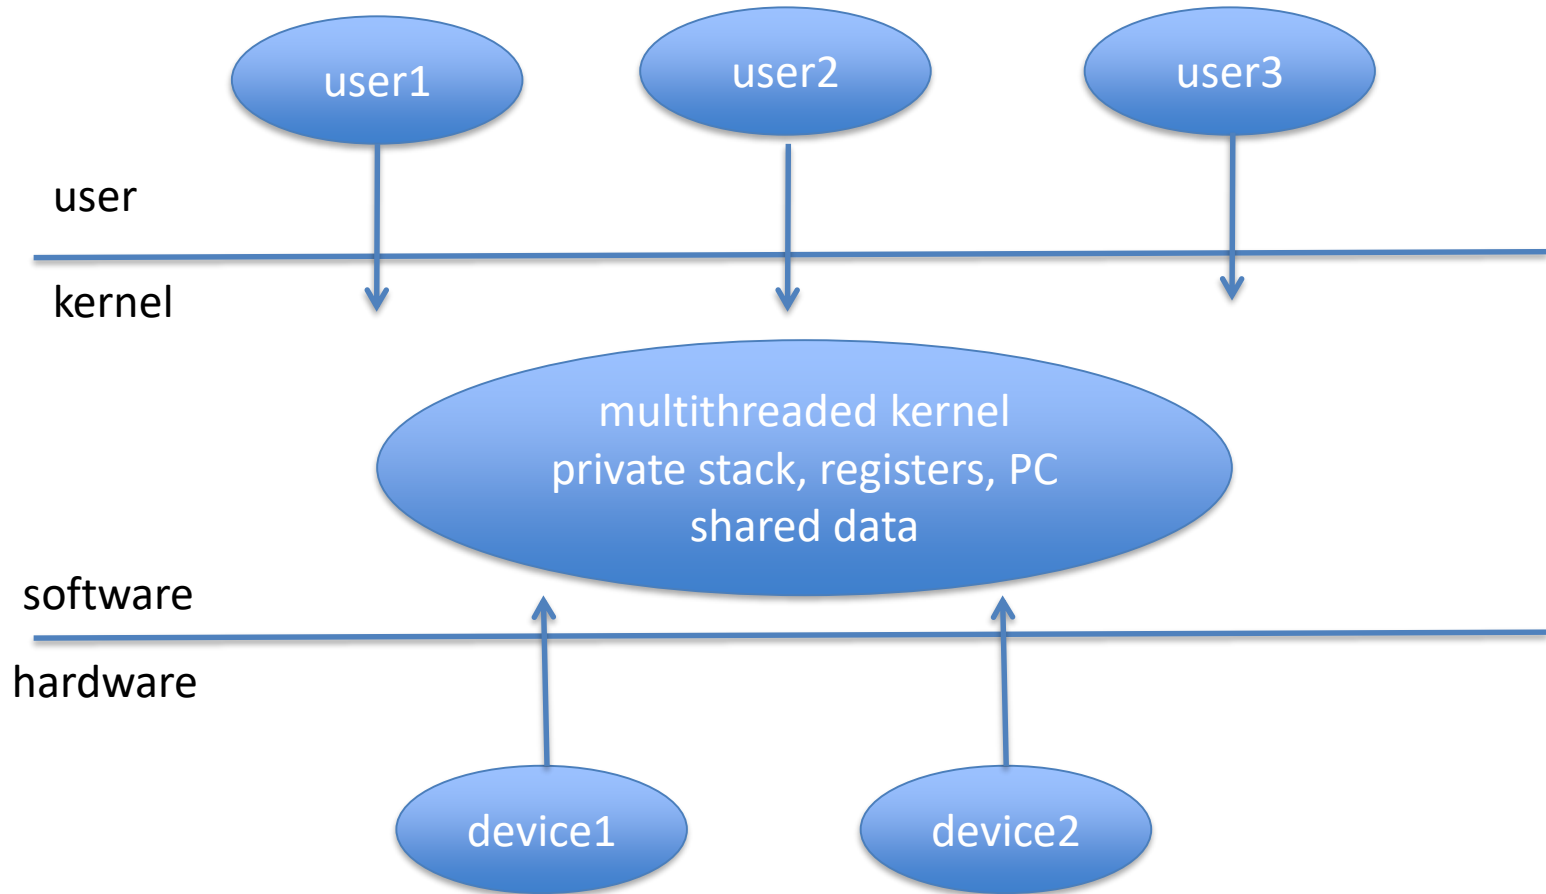 user1
user2
user3
user
kernel
multithreaded kernel
private stack, registers, PC
shared data
software
hardware
device1
device2